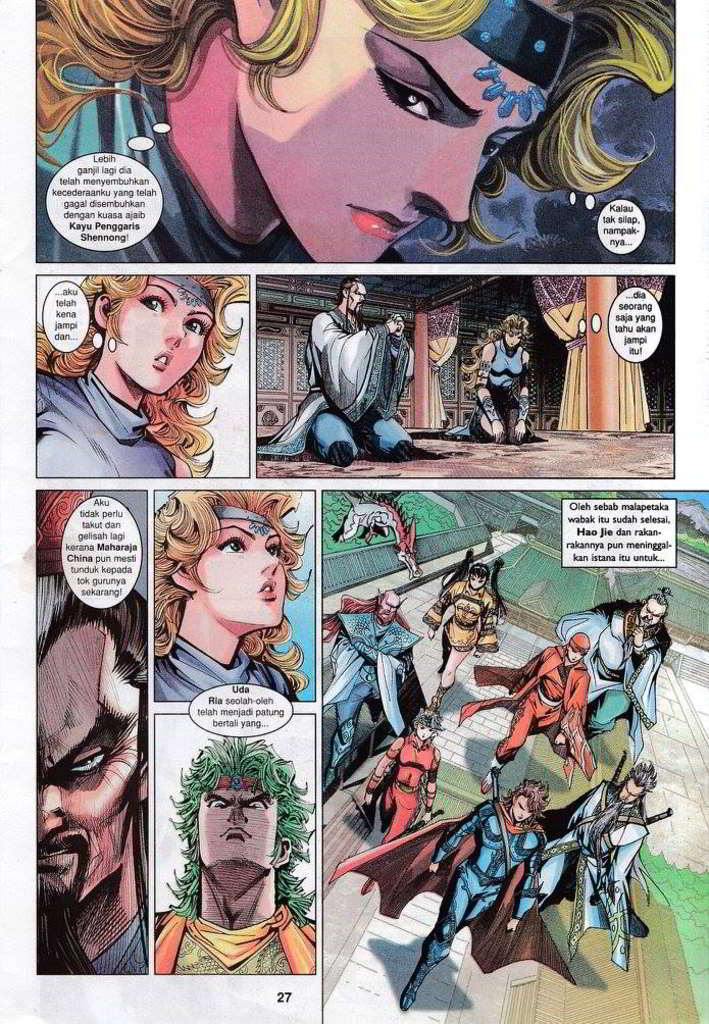 Lebih
ganjil lagi dia
telah menyembuhkan
kecederaanku yang telah
gagal disembuhkan
dengan kuasa ajaib
Kayu Penggaris
Shennong!
Kalau
tak silap,
nampak-
nya...
...aku
telah
kena
jampi
dan...
...dia
seorang
saja yang
tahu akan
jampi
itu!
Aku
tidak perlu
takut dan
gelisah lagi
kerana Maharaja
China pun mesti
tunduk kepada
tok gurunya
sekarang!
Uda
Ria seolah-oleh
telah menjadi patung
bertali yang...
Oleh sebab malapetaka
wabak itu sudah selesai,
Hao Jie dan rakan-
rakannya pun meninggal-
kan istana itu untuk...
27